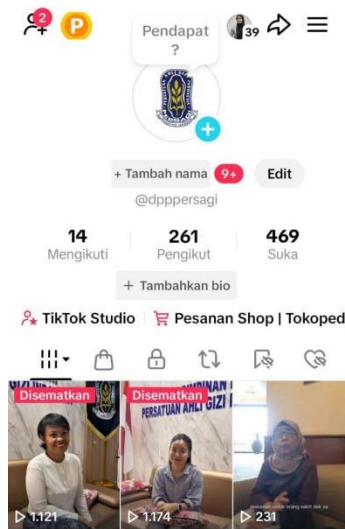 2
P
Pendapat
?
39
+ Tambah nama 9+ Edit
@dpppersagi
14 261 469
Mengikuti Pengikut Suka
+ Tambahkan bio
TikTok Studio Pesanan Shop | Tokoped
Disematkan
Disematkan
PERSATUAN AHLI GIZI
1.121
1.174
231